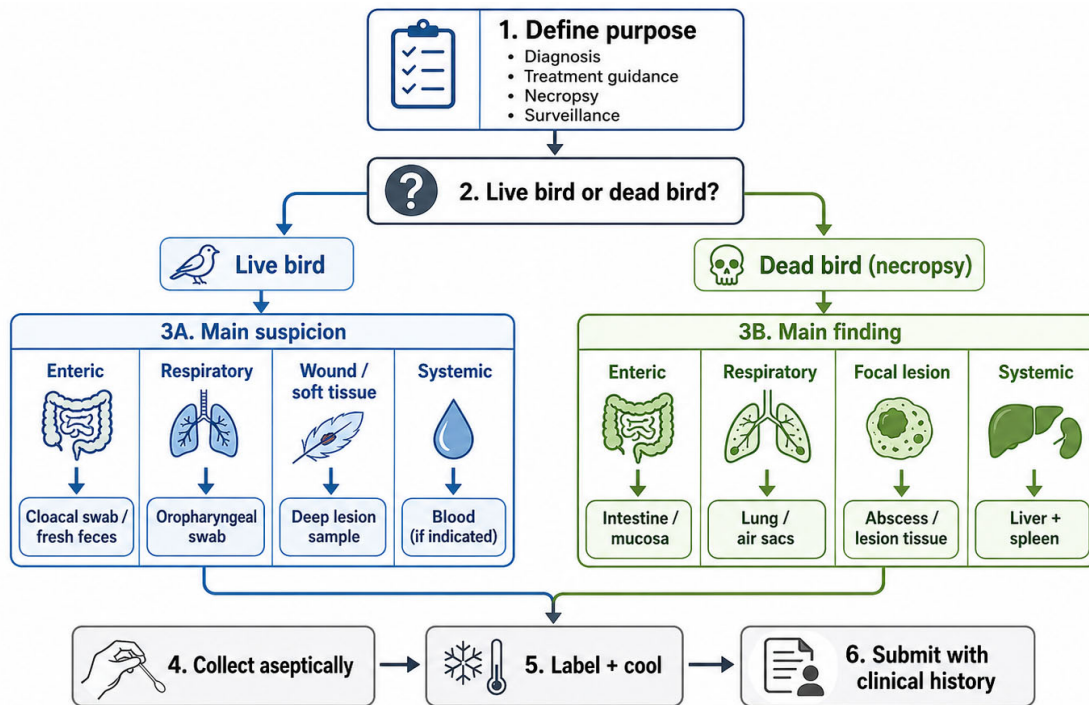 1. Define purpose
• Diagnosis
• Treatment guidance
• Necropsy
• Surveillance
?
2. Live bird or dead bird?
Live bird
Dead bird (necropsy)
3A. Main suspicion
Enteric
Respiratory
Wound /
soft tissue
Systemic
Cloacal swab /
fresh feces
Oropharyngeal
swab
Deep lesion
sample
Blood
(if indicated)
3B. Main finding
Enteric
Respiratory
Focal lesion
Systemic
Intestine /
mucosa
Lung /
air sacs
Abscess /
lesion tissue
Liver +
spleen
4. Collect aseptically
5. Label + cool
6. Submit with
clinical history